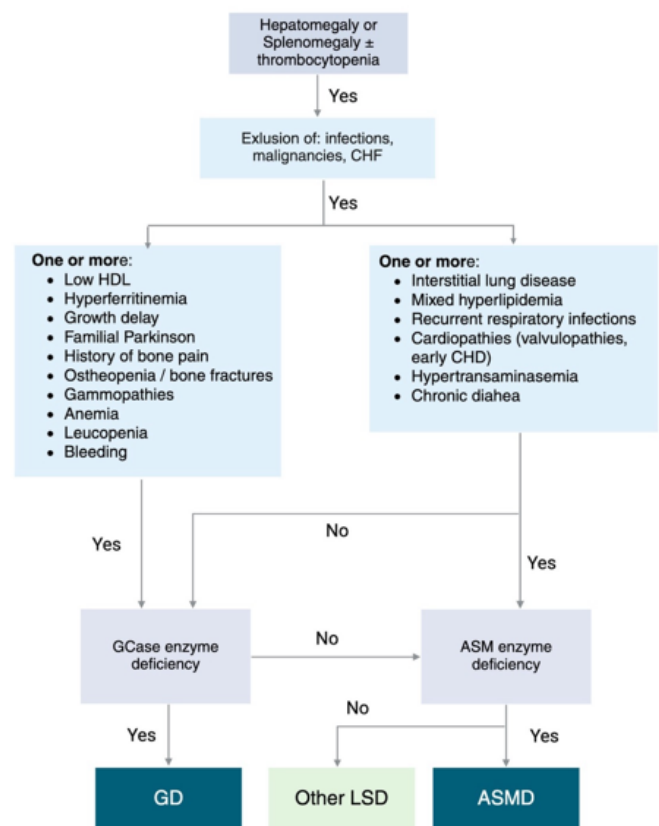 Hepatomegaly or
Splenomegaly ±
thrombocytopenia
Yes
Exlusion of: infections,
malignancies, CHF
Yes
One or more:
• Low HDL
• Hyperferritinemia
• Growth delay
• Familial Parkinson
• History of bone pain
• Ostheopenia / bone fractures
• Gammopathies
• Anemia
• Leucopenia
• Bleeding
One or more:
• Interstitial lung disease
• Mixed hyperlipidemia
• Recurrent respiratory infections
• Cardiopathies (valvulopathies,
early CHD)
• Hypertransaminasemia
• Chronic diahea
Yes
No
Yes
GCase enzyme
deficiency
No
ASM enzyme
deficiency
Yes
No
Yes
GD
Other LSD
ASMD